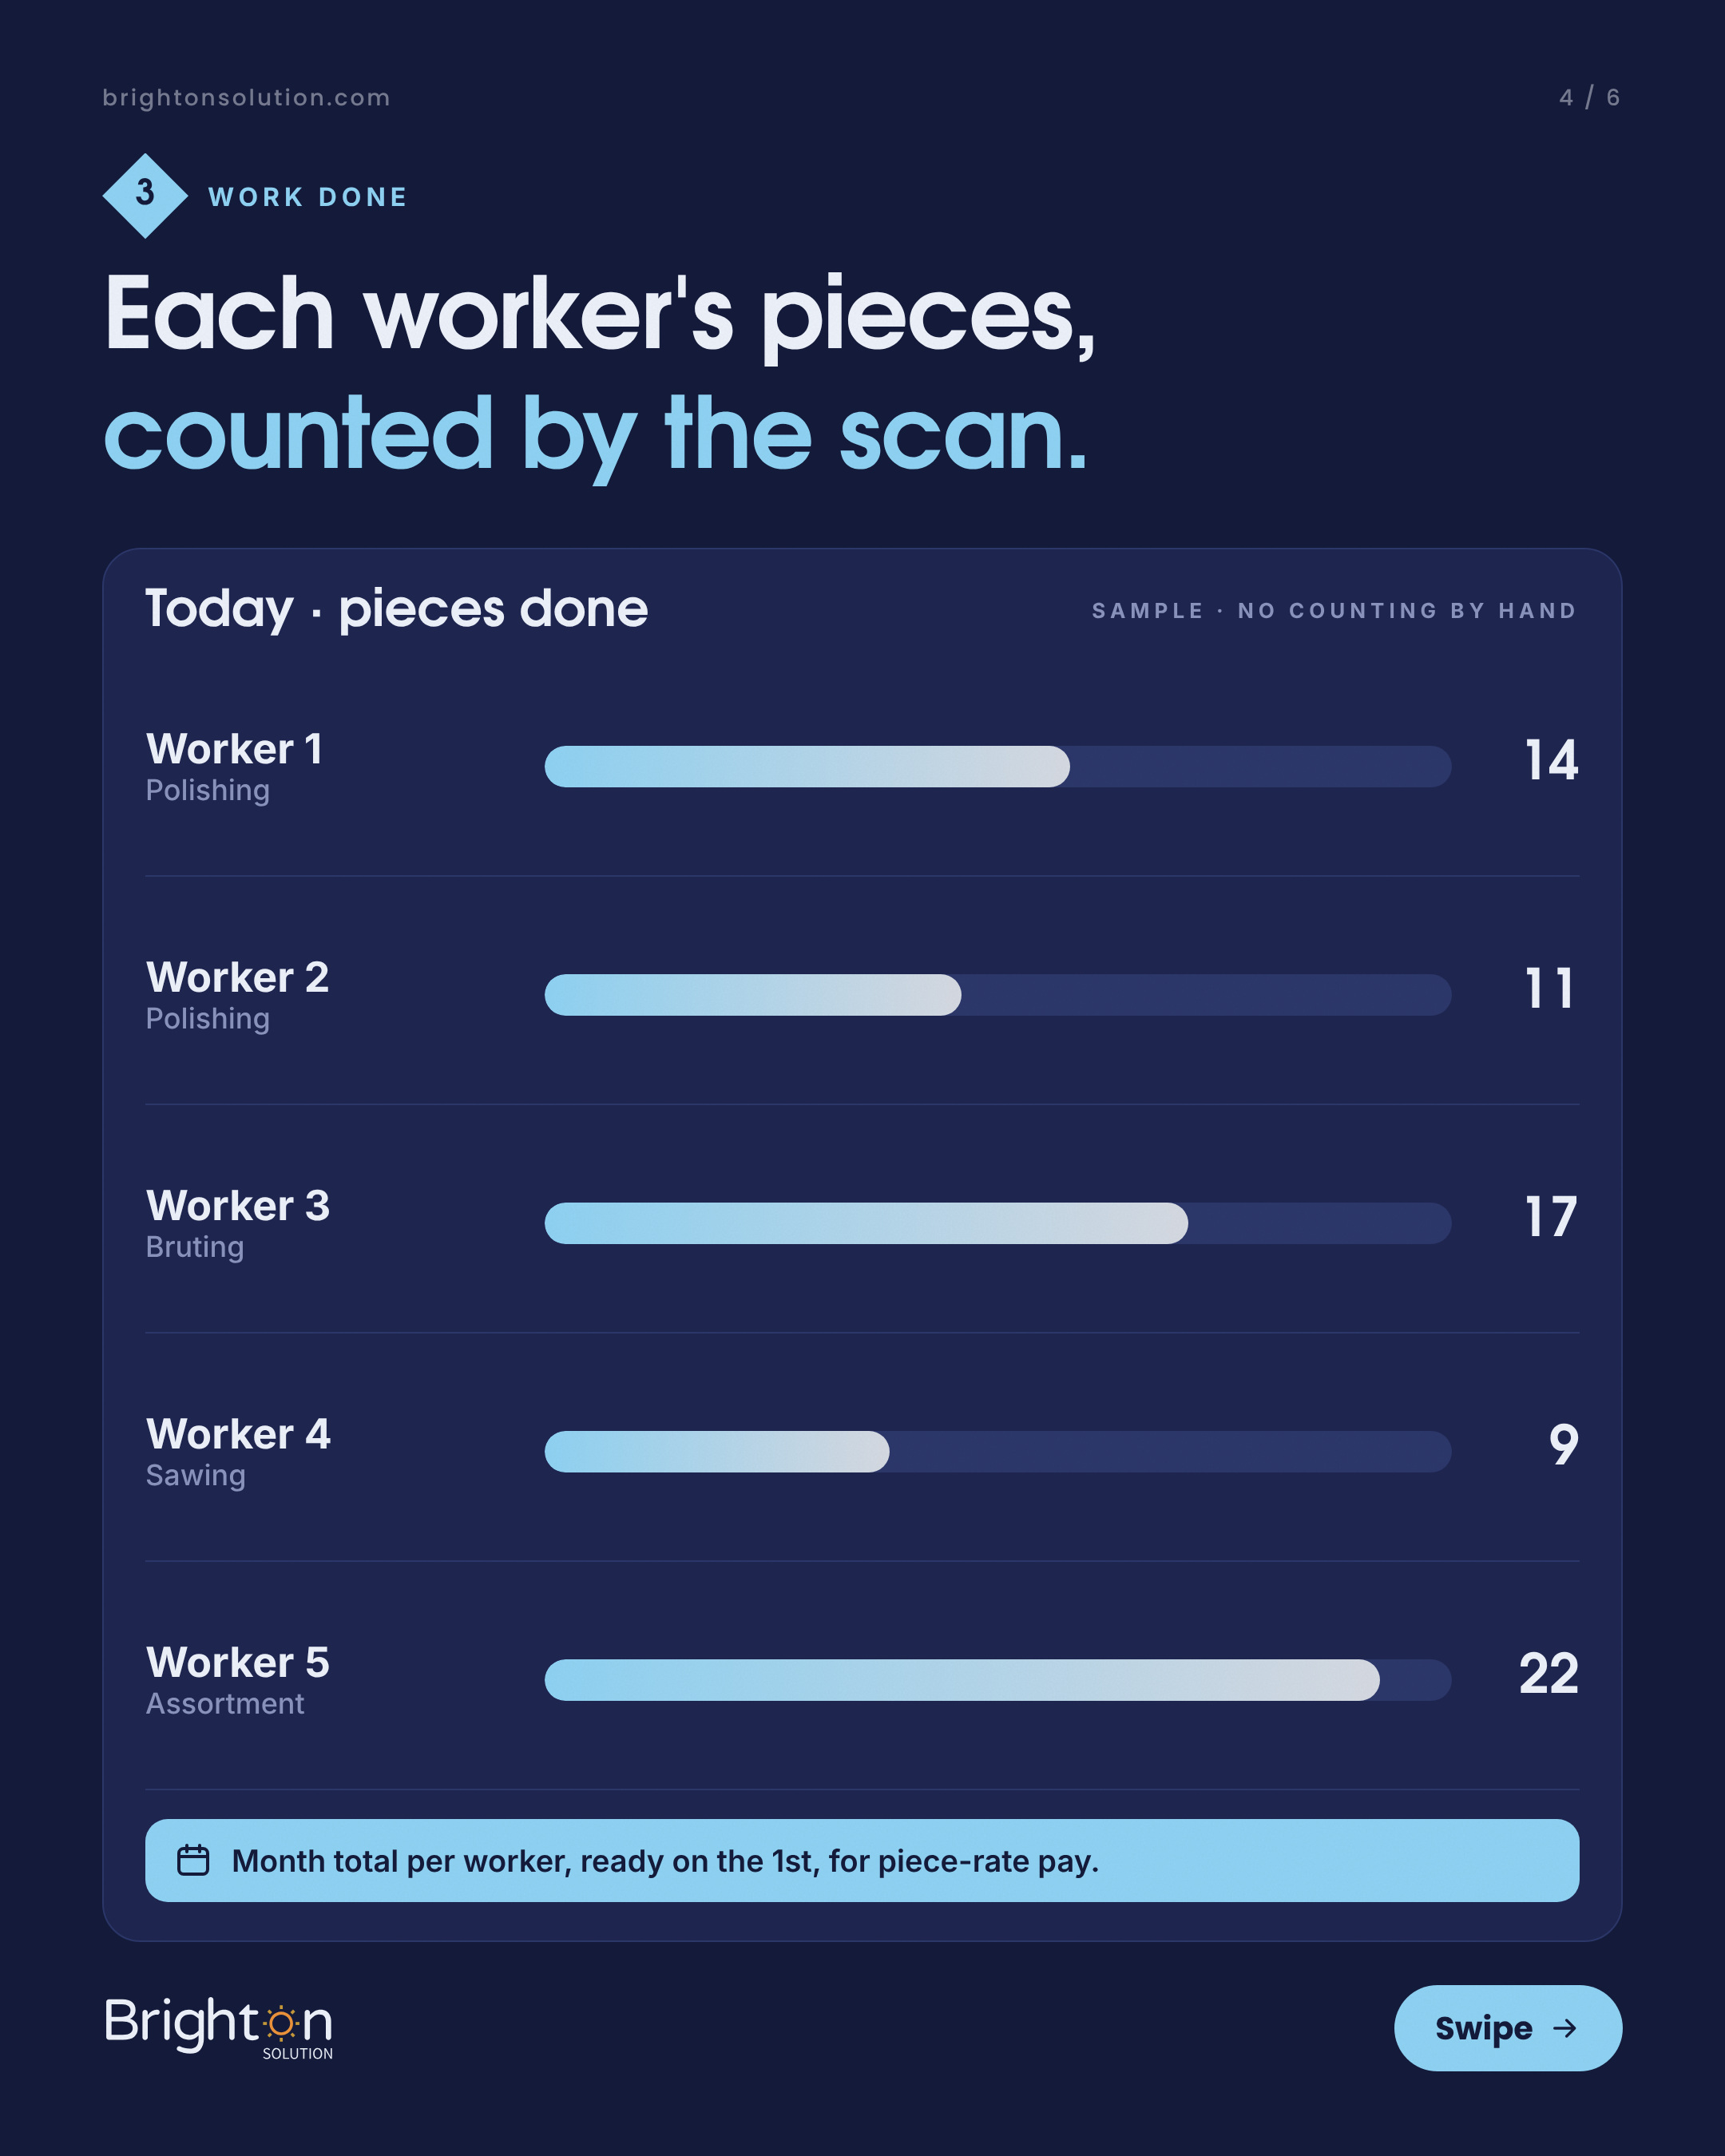 brightonsolution.com
4 / 6
3
WORK DONE
Each worker's pieces,
counted by the scan.
Today · pieces done
SAMPLE · NO COUNTING BY HAND
Worker 1
Polishing
14
Worker 2
Polishing
11
Worker 3
Bruting
17
Worker 4
Sawing
9
Worker 5
Assortment
22
Month total per worker, ready on the 1st, for piece-rate pay.
Brighton
SOLUTION
Swipe →